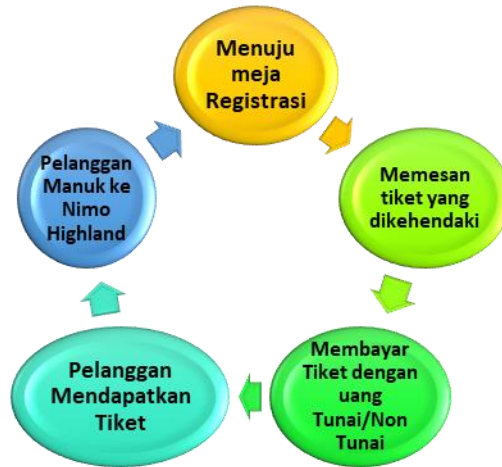 Menuju
meja
Registrasi
Memesan
tiket yang
dikehendaki
Membayar
Tiket dengan
uang
Tunai/Non
Tunai
Pelanggan
Mendapatkan
Tiket
Pelanggan
Manuk ke
Nimo
Highland